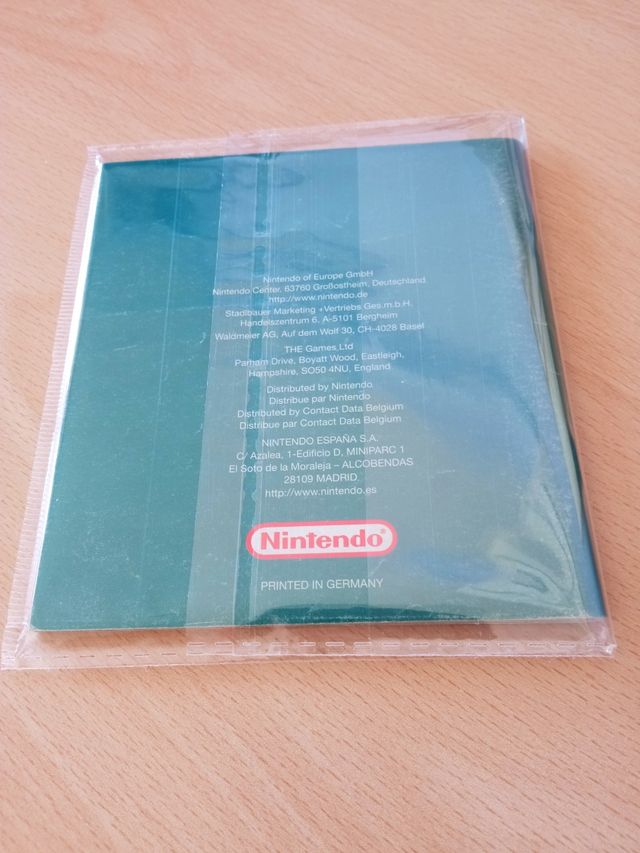 Nintendo of Europe GmbH
Nintendo Center, 63760 Großostheim, Deutschland
http://www.nintendo.de
Stadlbauer Marketing +Vertriebs Ges.m.b.H.
Handelszentrum 6, A-5101 Bergheim
Waldmeier AG, Auf dem Wolf 30, CH-4028 Basel
THE Games Ltd
Parham Drive, Boyatt Wood, Eastleigh,
Hampshire, SO50 4NU, England
Distributed by Nintendo
Distribue par Nintendo
Distributed by Contact Data Belgium
Distribue par Contact Data Belgium
NINTENDO ESPAÑA S.A.
C/ Azalea, 1-Edificio D, MINIPARC 1
El Soto de la Moraleja – ALCOBENDAS
28109 MADRID
http://www.nintendo.es
Nintendo®
PRINTED IN GERMANY